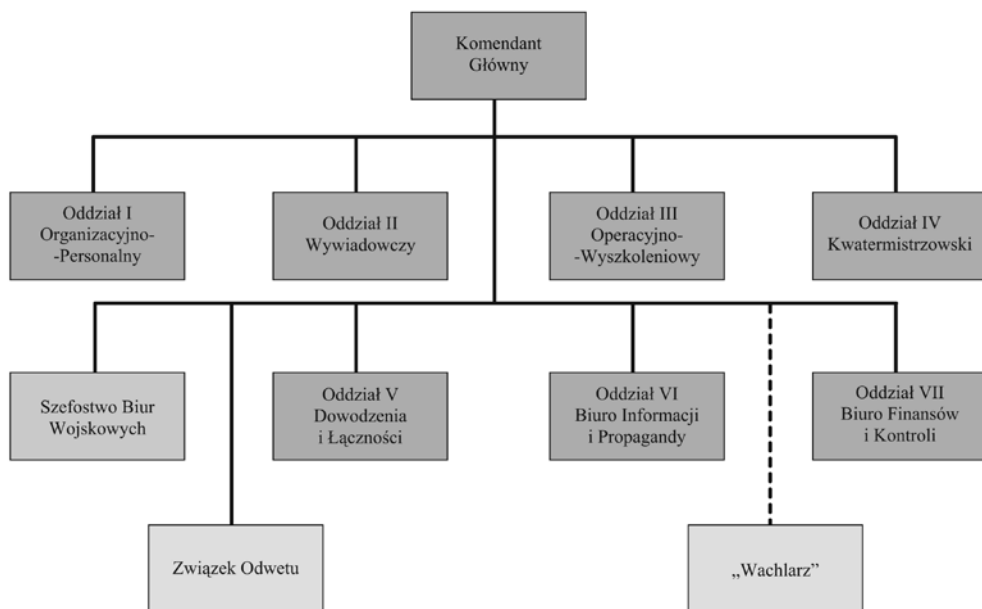 Komendant
Główny
Oddział I
Organizacyjno-
-Personalny
Oddział II
Wywiadowczy
Oddział III
Operacyjno-
-Wyszkoleniowy
Oddział IV
Kwatermistrzowski
Szefostwo Biur
Wojskowych
Oddział V
Dowodzenia
i Łączności
Oddział VI
Biuro Informacji
i Propagandy
Oddział VII
Biuro Finansów
i Kontroli
Związek Odwetu
„Wachlarz”